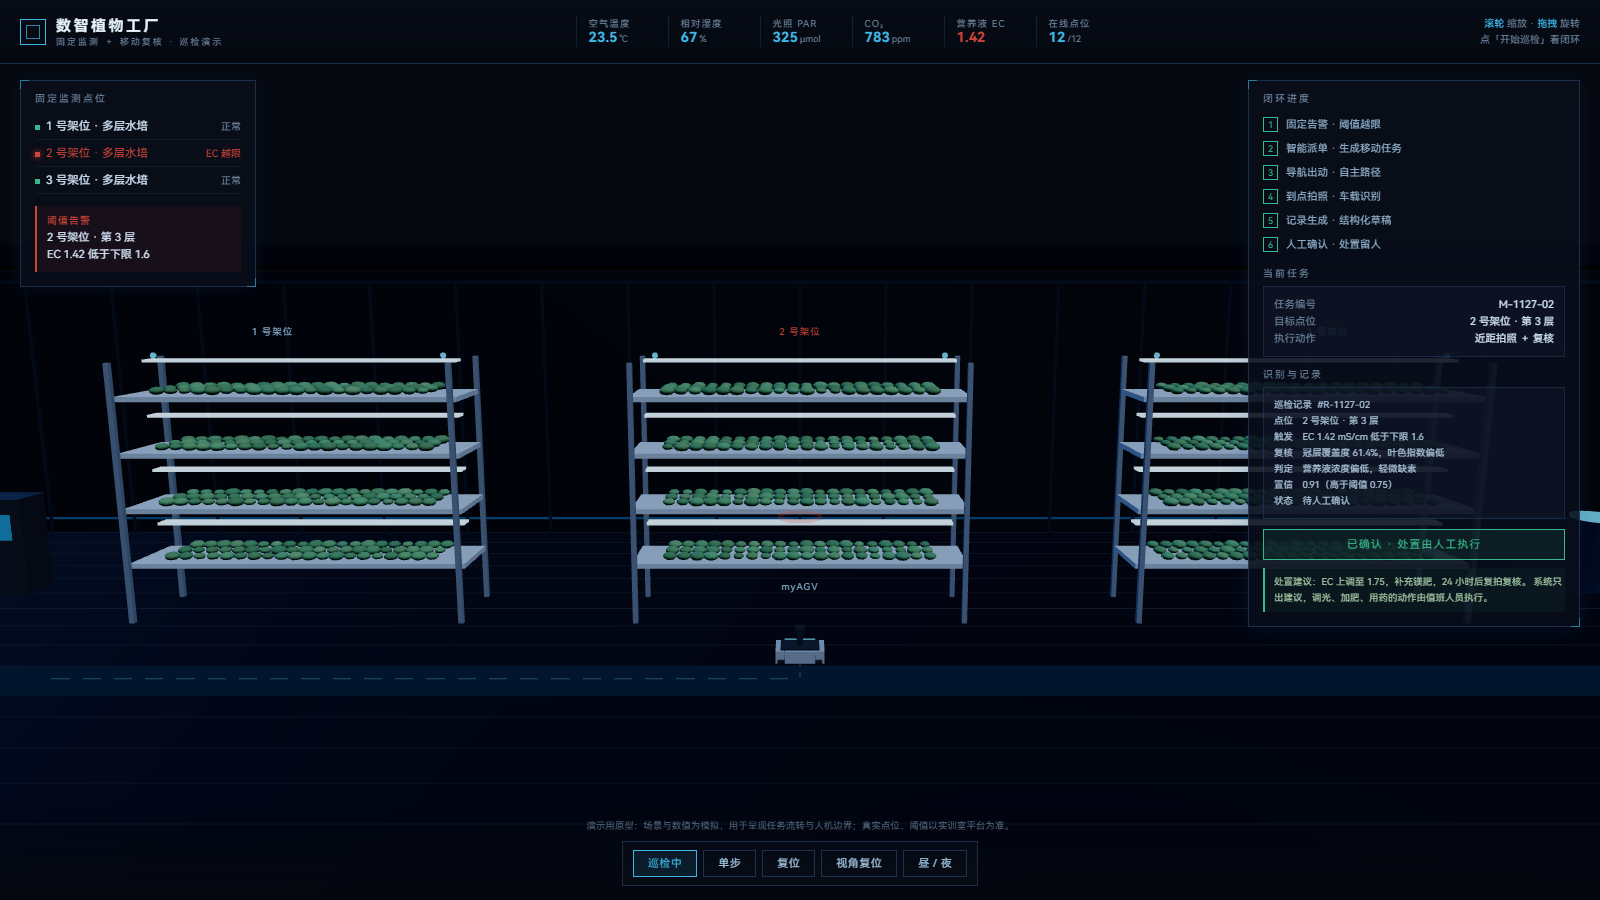 数智植物工厂
固定监测 + 移动复核 · 巡检演示
空气温度
23.5 ℃
相对湿度
67 %
光照 PAR
325 μmol
CO₂
783 ppm
营养液 EC
1.42
在线点位
12 /12
滚轮 缩放 · 拖拽 旋转
点「开始巡检」看闭环
固定监测点位
1 号架位 · 多层水培 正常
2 号架位 · 多层水培 EC 越限
3 号架位 · 多层水培 正常
阈值告警
2 号架位 · 第 3 层
EC 1.42 低于下限 1.6
闭环进度
1 固定告警 · 阈值越限
2 智能派单 · 生成移动任务
3 导航出动 · 自主路径
4 到点拍照 · 车载识别
5 记录生成 · 结构化草稿
6 人工确认 · 处置留人
当前任务
任务编号 M-1127-02
目标点位 2 号架位 · 第 3 层
执行动作 近距拍照 + 复核
识别与记录
巡检记录 #R-1127-02
点位 2 号架位 · 第 3 层
触发 EC 1.42 mS/cm 低于下限 1.6
复核 冠层覆盖度 61.4%，叶色指数偏低
判定 营养液浓度偏低，轻微缺素
置信 0.91（高于阈值 0.75）
状态 待人工确认
已确认 · 处置由人工执行
处置建议：EC 上调至 1.75，补充镁肥，24 小时后复拍复核。系统只
出建议，调光、加肥、用药的动作由值班人员执行。
1 号架位
2 号架位
myAGV
演示用原型：场景与数值为模拟，用于呈现任务流转与人机边界；真实点位、阈值以实训室平台为准。
巡检中
单步
复位
视角复位
昼 / 夜